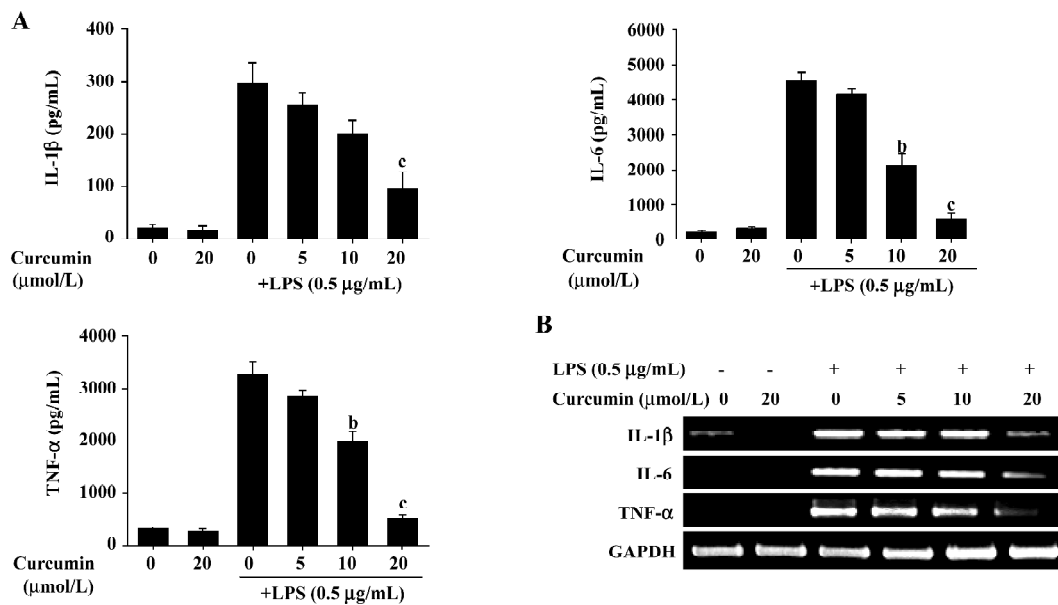 A
400
300
200
100
0
IL-1β (pg/mL)
c
Curcumin 0 20 0 5 10 20
(μmol/L)
+LPS (0.5 μg/mL)
6000
5000
4000
3000
2000
1000
0
IL-6 (pg/mL)
b
c
Curcumin 0 20 0 5 10 20
(μmol/L)
+LPS (0.5 μg/mL)
4000
3000
2000
1000
0
TNF-α (pg/mL)
b
c
Curcumin 0 20 0 5 10 20
(μmol/L)
+LPS (0.5 μg/mL)
B
LPS (0.5 μg/mL) - - + + + +
Curcumin (μmol/L) 0 20 0 5 10 20
IL-1β
IL-6
TNF-α
GAPDH